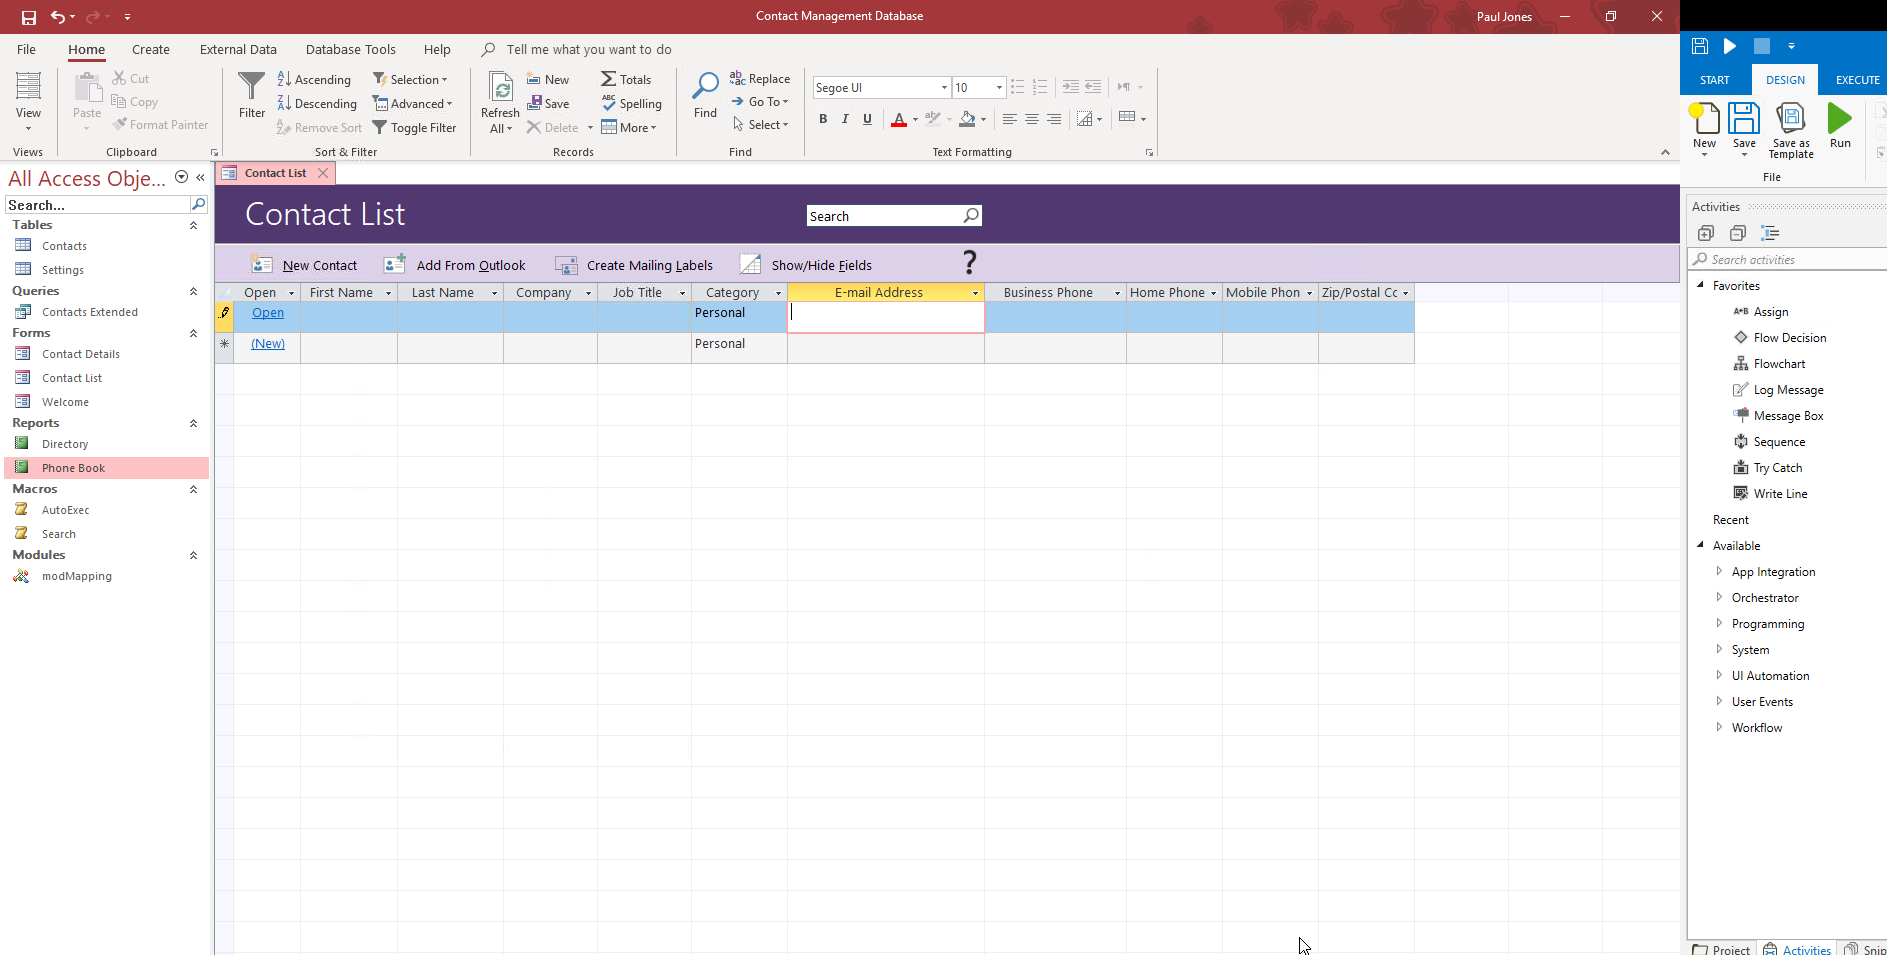 Contact Management Database
Paul Jones
File Home Create External Data Database Tools Help Tell me what you want to do
View
Views
Paste
Cut
Copy
Format Painter
Clipboard
Filter
Ascending
Descending
Remove Sort
Selection
Advanced
Toggle Filter
Sort & Filter
Refresh
All
New
Save
Delete
Totals
Spelling
More
Records
Find
Replace
Go To
Select
Find
Segoe UI 10
B I U
Text Formatting
All Access Obje...
Search...
Tables
Contacts
Settings
Queries
Contacts Extended
Forms
Contact Details
Contact List
Welcome
Reports
Directory
Phone Book
Macros
AutoExec
Search
Modules
modMapping
Contact List
Contact List
Search
New Contact Add From Outlook Create Mailing Labels Show/Hide Fields ?
Open First Name Last Name Company Job Title Category E-mail Address Business Phone Home Phone Mobile Phon Zip/Postal Cc
Open Personal
(New) Personal
START DESIGN EXECUTE
New
Save
Save as
Template
Run
File
Activities
Search activities
Favorites
A+B Assign
Flow Decision
Flowchart
Log Message
Message Box
Sequence
Try Catch
Write Line
Recent
Available
App Integration
Orchestrator
Programming
System
UI Automation
User Events
Workflow
Project Activities Snip